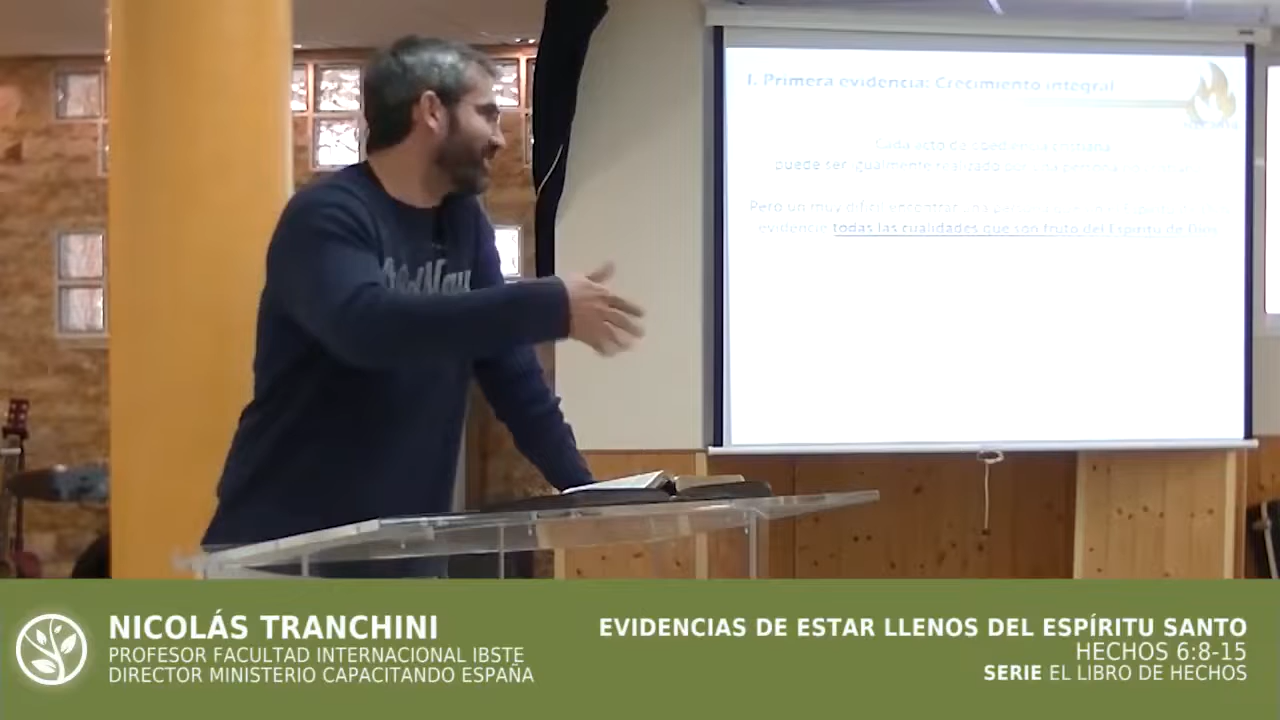 I. Primera evidencia: Crecimiento integral
Cada acto de obediencia cristiana
puede ser igualmente realizado por una persona
Pero un muy difícil encontrar una
evidencie todas las cualidades que son fruto del Espíritu de Dios
NICOLÁS TRANCHINI
PROFESOR FACULTAD INTERNACIONAL IBSTE
DIRECTOR MINISTERIO CAPACITANDO ESPAÑA
EVIDENCIAS DE ESTAR LLENOS DEL ESPÍRITU SANTO
HECHOS 6:8-15
SERIE EL LIBRO DE HECHOS